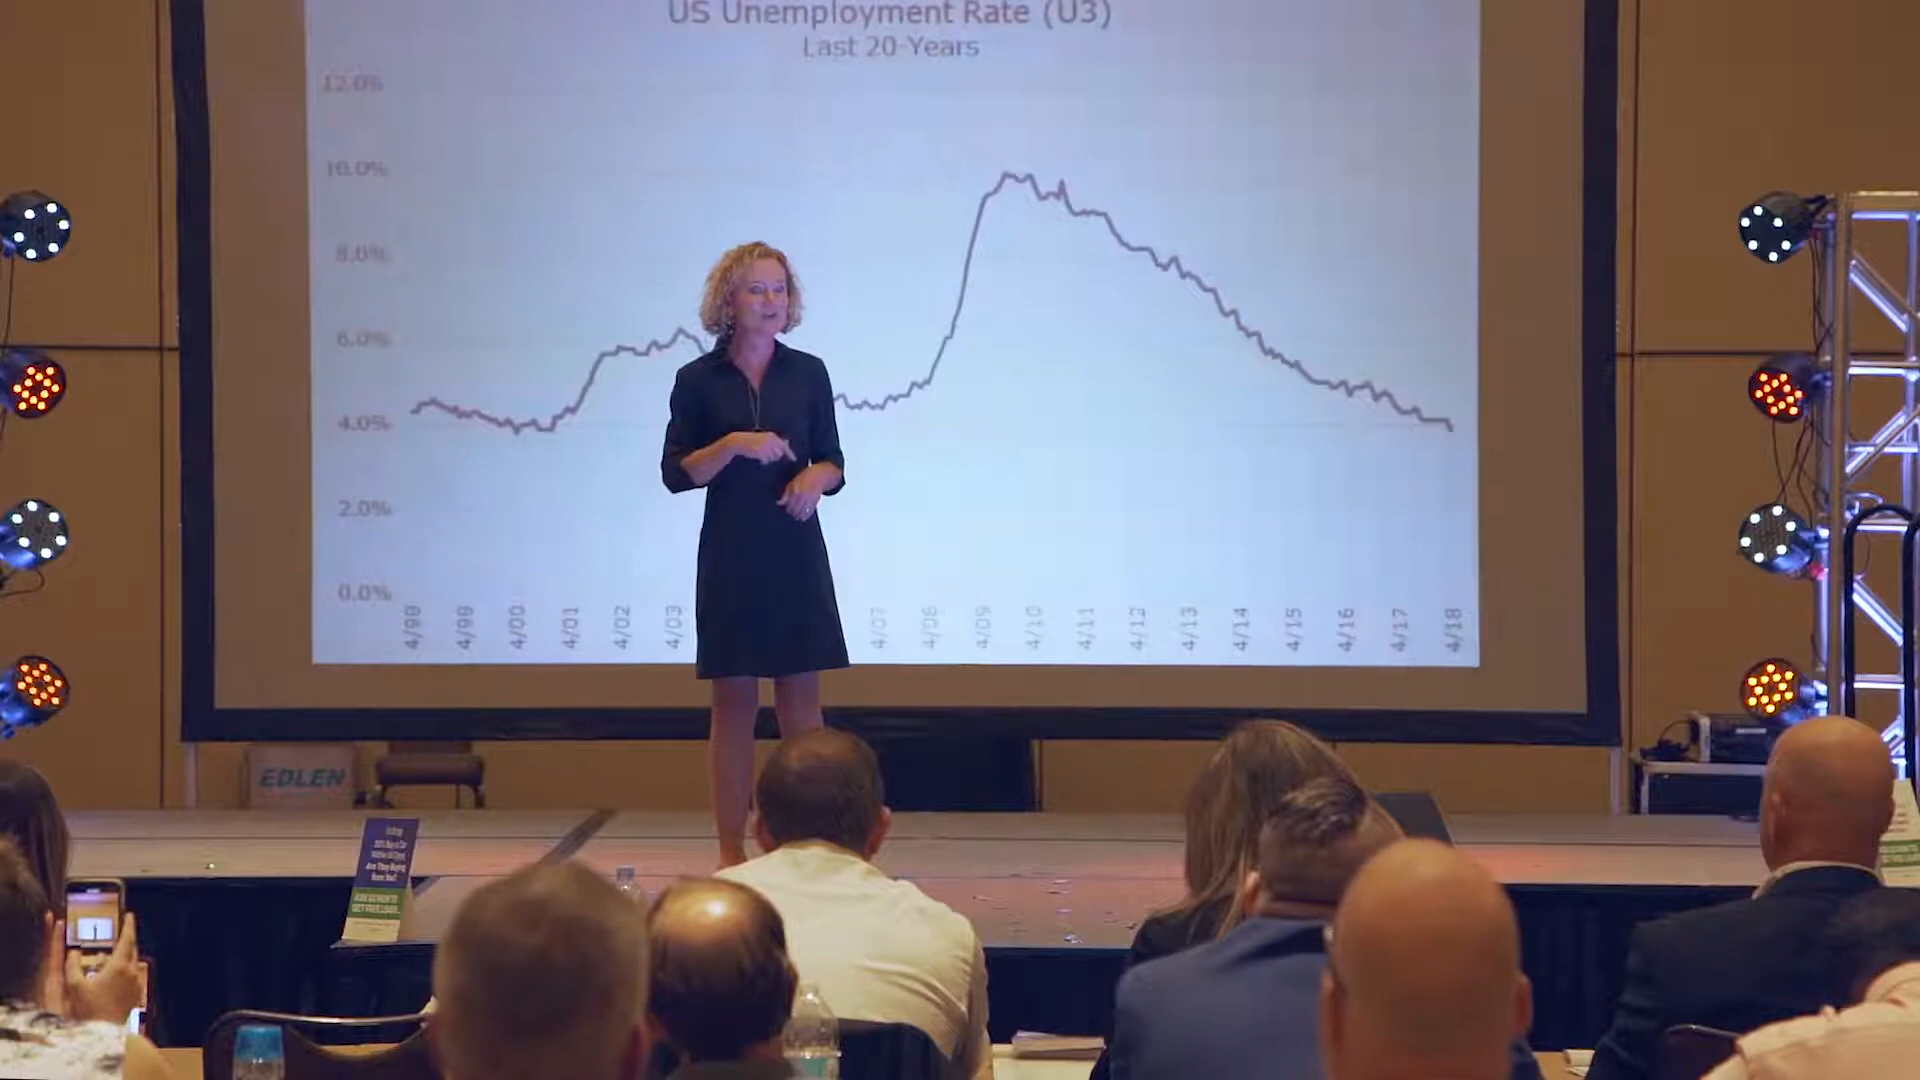 US Unemployment Rate (U3)
Last 20-Years
12.0%
10.0%
8.0%
6.0%
4.0%
2.0%
0.0%
4/98 4/99 4/00 4/01 4/02 4/03 4/07 4/08 4/09 4/10 4/11 4/12 4/13 4/14 4/15 4/16 4/17 4/18
EDLEN